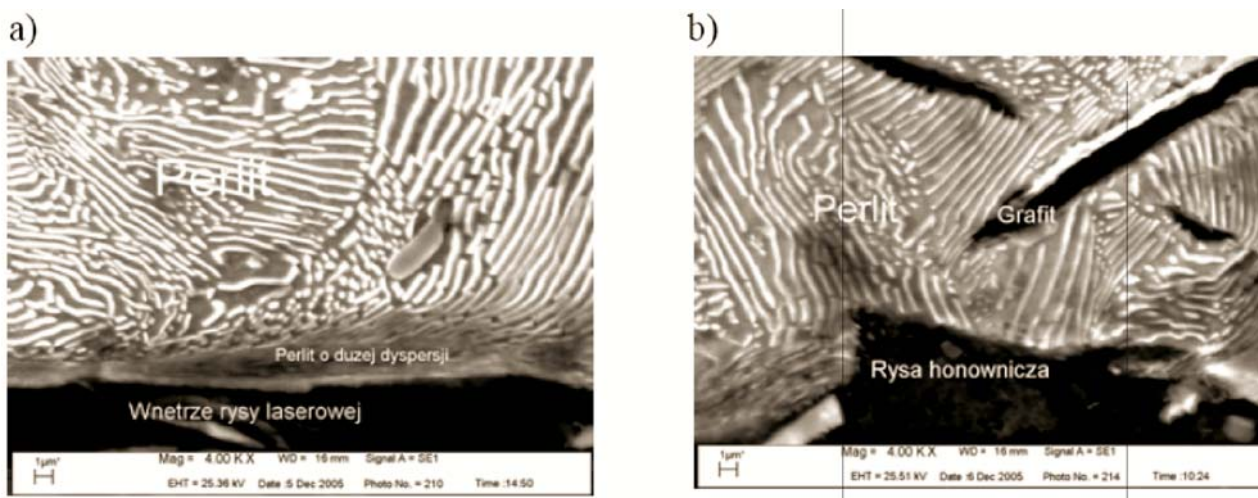 a)
Perlit
Perlit o duzej dyspersji
Wnetrze rysy laserowej
1µm*
Mag = 4.00 K X WD = 16 mm Signal A = SE1
EHT = 25.36 kV Date :5 Dec 2005 Photo No. = 210 Time :14:50
b)
Perlit
Grafit
Rysa honownicza
1µm*
Mag = 4.00 K X WD = 16 mm Signal A = SE1
EHT = 25.51 kV Date :6 Dec 2005 Photo No. = 214 Time :10:24